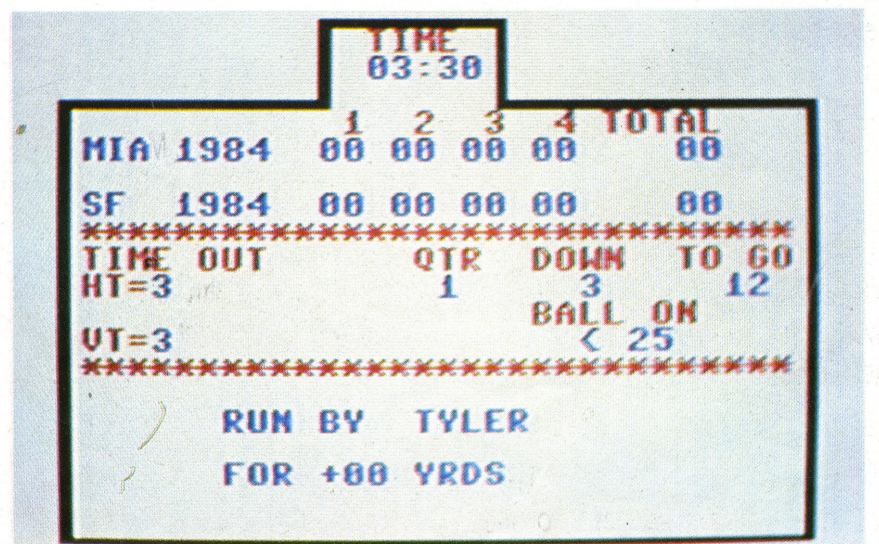 TIME
03:30
1 2 3 4 TOTAL
MIA 1984 00 00 00 00 00
SF 1984 00 00 00 00 00
******************************
TIME OUT QTR DOWN TO GO
HT=3 1 3 12
BALL ON
VT=3 < 25
******************************
RUN BY TYLER
FOR +00 YRDS